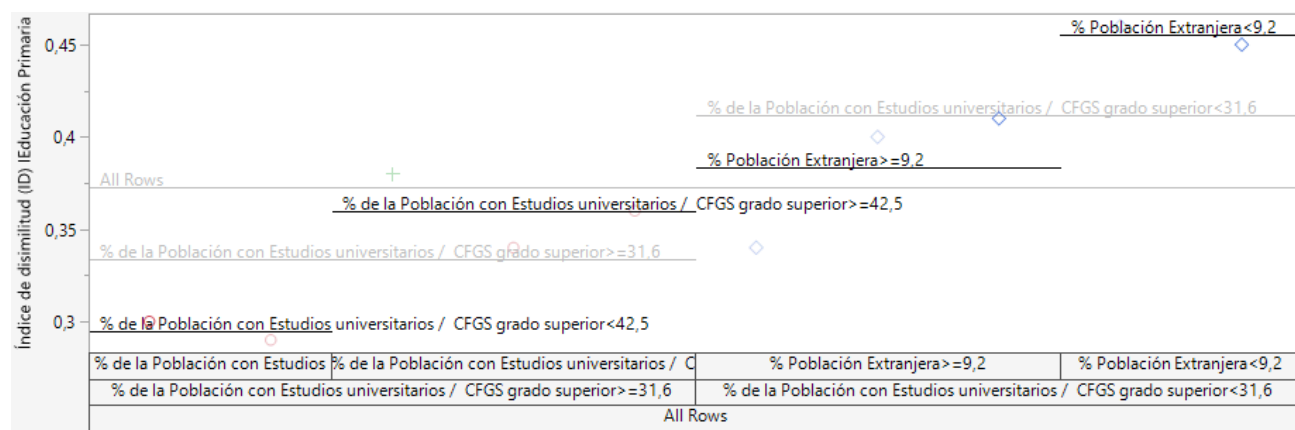 Índice de disimilitud (ID) IEducación Primaria
0,45
0,4
0,35
0,3
% Población Extranjera<9,2
% de la Población con Estudios universitarios / CFGS grado superior<31,6
% Población Extranjera>=9,2
All Rows
% de la Población con Estudios universitarios / CFGS grado superior>=42,5
% de la Población con Estudios universitarios / CFGS grado superior>=31,6
% de la Población con Estudios universitarios / CFGS grado superior<42,5
% de la Población con Estudios
% de la Población con Estudios universitarios / C
% Población Extranjera>=9,2
% Población Extranjera<9,2
% de la Población con Estudios universitarios / CFGS grado superior>=31,6
% de la Población con Estudios universitarios / CFGS grado superior<31,6
All Rows